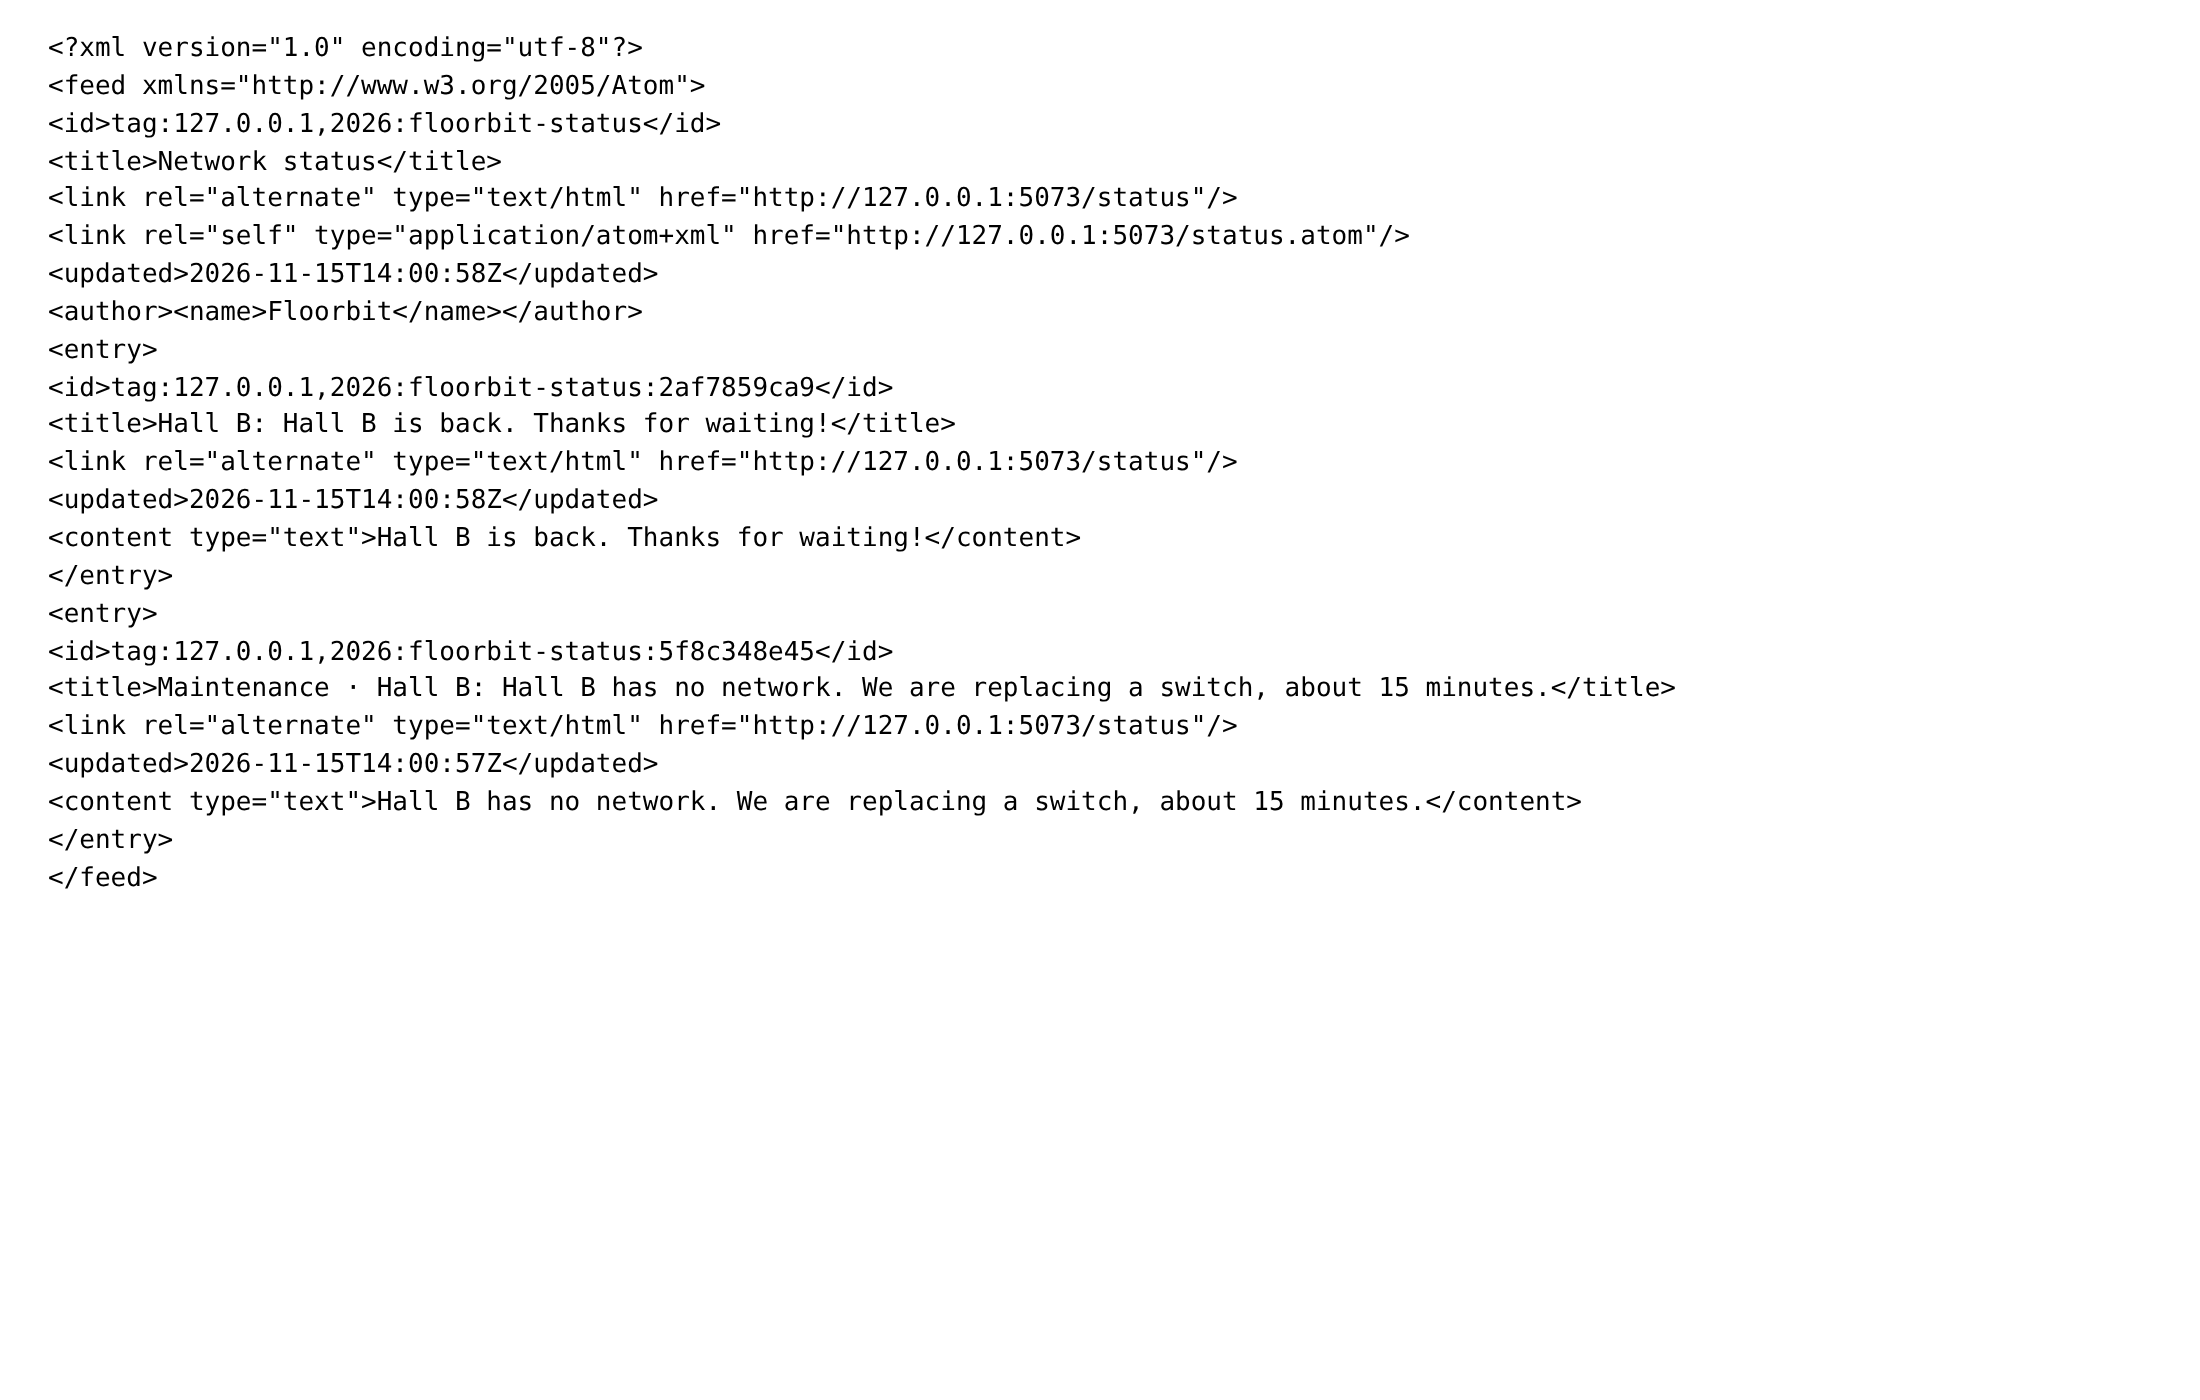 <?xml version="1.0" encoding="utf-8"?>
<feed xmlns="http://www.w3.org/2005/Atom">
<id>tag:127.0.0.1,2026:floorbit-status</id>
<title>Network status</title>
<link rel="alternate" type="text/html" href="http://127.0.0.1:5073/status"/>
<link rel="self" type="application/atom+xml" href="http://127.0.0.1:5073/status.atom"/>
<updated>2026-11-15T14:00:58Z</updated>
<author><name>Floorbit</name></author>
<entry>
<id>tag:127.0.0.1,2026:floorbit-status:2af7859ca9</id>
<title>Hall B: Hall B is back. Thanks for waiting!</title>
<link rel="alternate" type="text/html" href="http://127.0.0.1:5073/status"/>
<updated>2026-11-15T14:00:58Z</updated>
<content type="text">Hall B is back. Thanks for waiting!</content>
</entry>
<entry>
<id>tag:127.0.0.1,2026:floorbit-status:5f8c348e45</id>
<title>Maintenance · Hall B: Hall B has no network. We are replacing a switch, about 15 minutes.</title>
<link rel="alternate" type="text/html" href="http://127.0.0.1:5073/status"/>
<updated>2026-11-15T14:00:57Z</updated>
<content type="text">Hall B has no network. We are replacing a switch, about 15 minutes.</content>
</entry>
</feed>